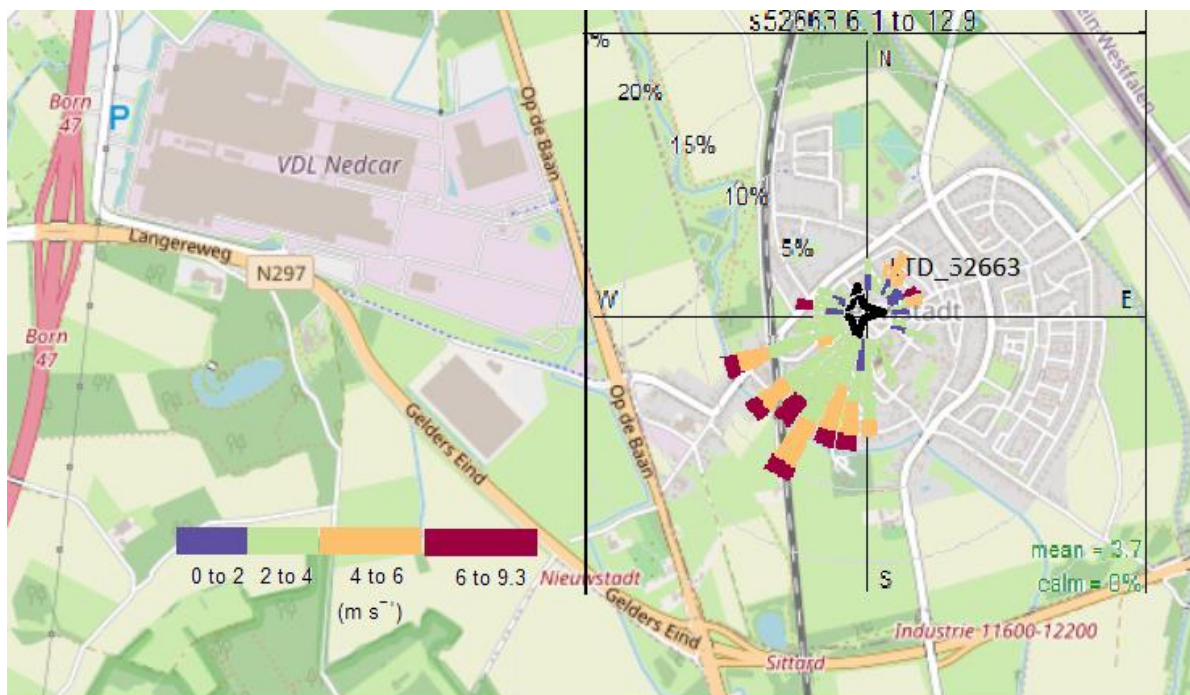 s52663 6.1 to 12.9
N
20%
15%
10%
5%
Born
47
P
Op de Baan
VDL Nedcar
Langereweg
N297
LTD_52663
W
E
Born
47
Op de Baan
Gelders Eind
mean = 3.7
calm = 0%
0 to 2 2 to 4 4 to 6 6 to 9.3
(m s⁻¹)
Nieuwstadt
Gelders Eind
S
Industrie 11600-12200
Sittard